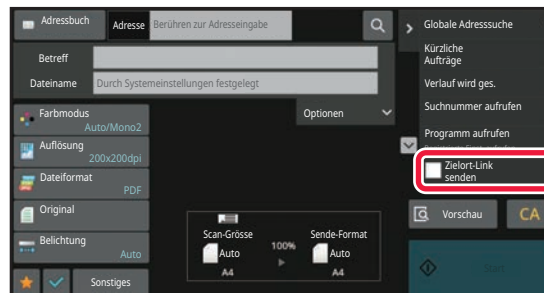 Adressbuch
Adresse
Berühren zur Adresseingabe
Betreff
Dateiname
Durch Systemeinstellungen festgelegt
Optionen
Farbmodus
Auto/Mono2
Auflösung
200x200dpi
Dateiformat
PDF
Original
Belichtung
Auto
Sonstiges
Scan-Grösse
Auto
A4
100%
Sende-Format
Auto
A4
Globale Adresssuche
Kürzliche
Aufträge
Verlauf wird ges.
Suchnummer aufrufen
Programm aufrufen
Zielort-Link
senden
Vorschau
CA
Start